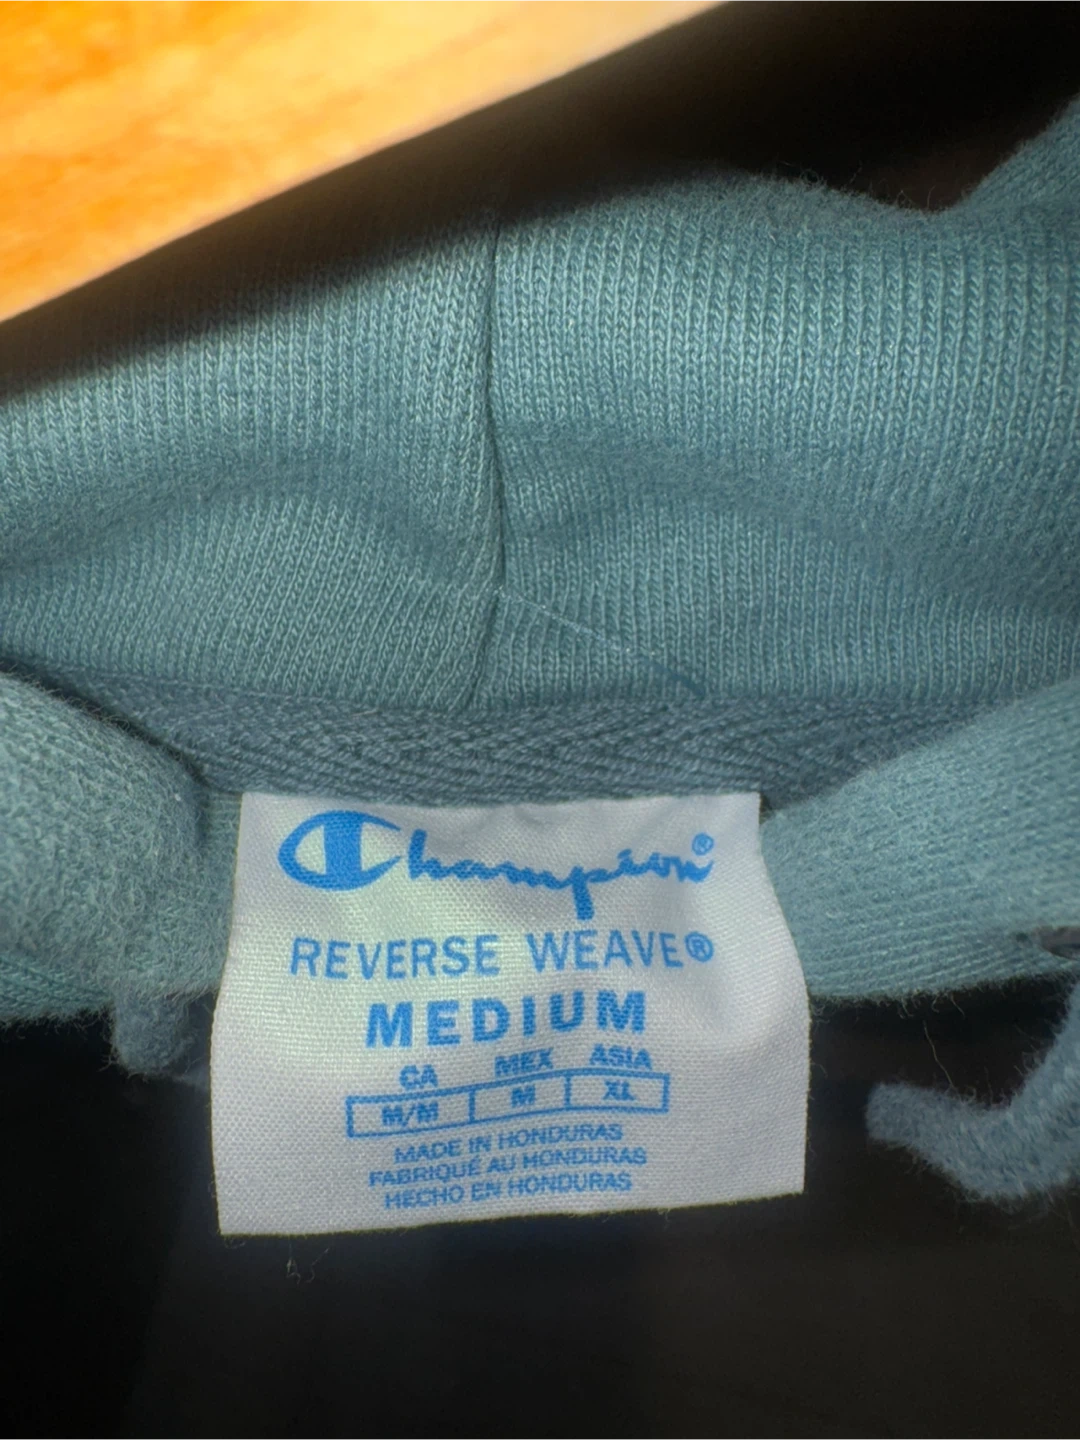 Champion®
REVERSE WEAVE®
MEDIUM
CA MEX ASIA
M/M M XL
MADE IN HONDURAS
FABRIQUÉ AU HONDURAS
HECHO EN HONDURAS